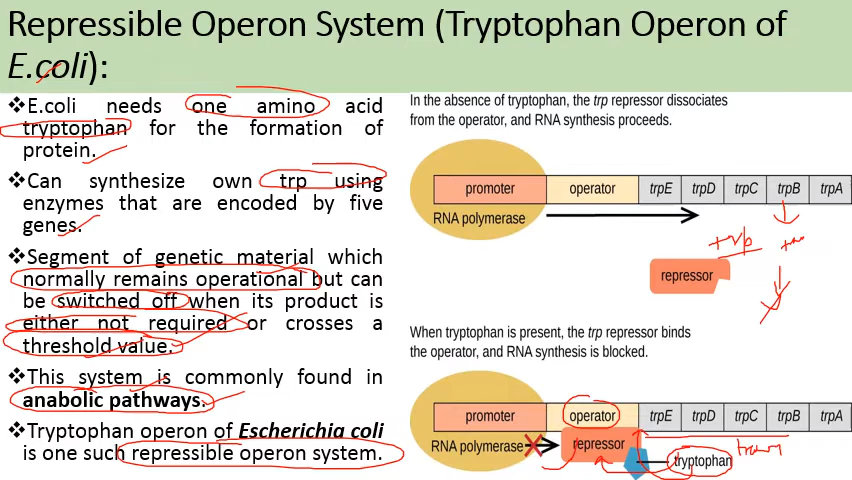 Repressible Operon System (Tryptophan Operon of
E.coli):
❖E.coli needs one amino acid
tryptophan for the formation of
protein.
❖Can synthesize own trp using
enzymes that are encoded by five
genes.
❖Segment of genetic material which
normally remains operational but can
be switched off when its product is
either not required or crosses a
threshold value.
❖This system is commonly found in
anabolic pathways.
❖Tryptophan operon of Escherichia coli
is one such repressible operon system.
In the absence of tryptophan, the trp repressor dissociates
from the operator, and RNA synthesis proceeds.
promoter operator trpE trpD trpC trpB trpA
RNA polymerase
trp
repressor
When tryptophan is present, the trp repressor binds
the operator, and RNA synthesis is blocked.
promoter operator trpE trpD trpC trpB trpA
RNA polymerase repressor
tryptophan